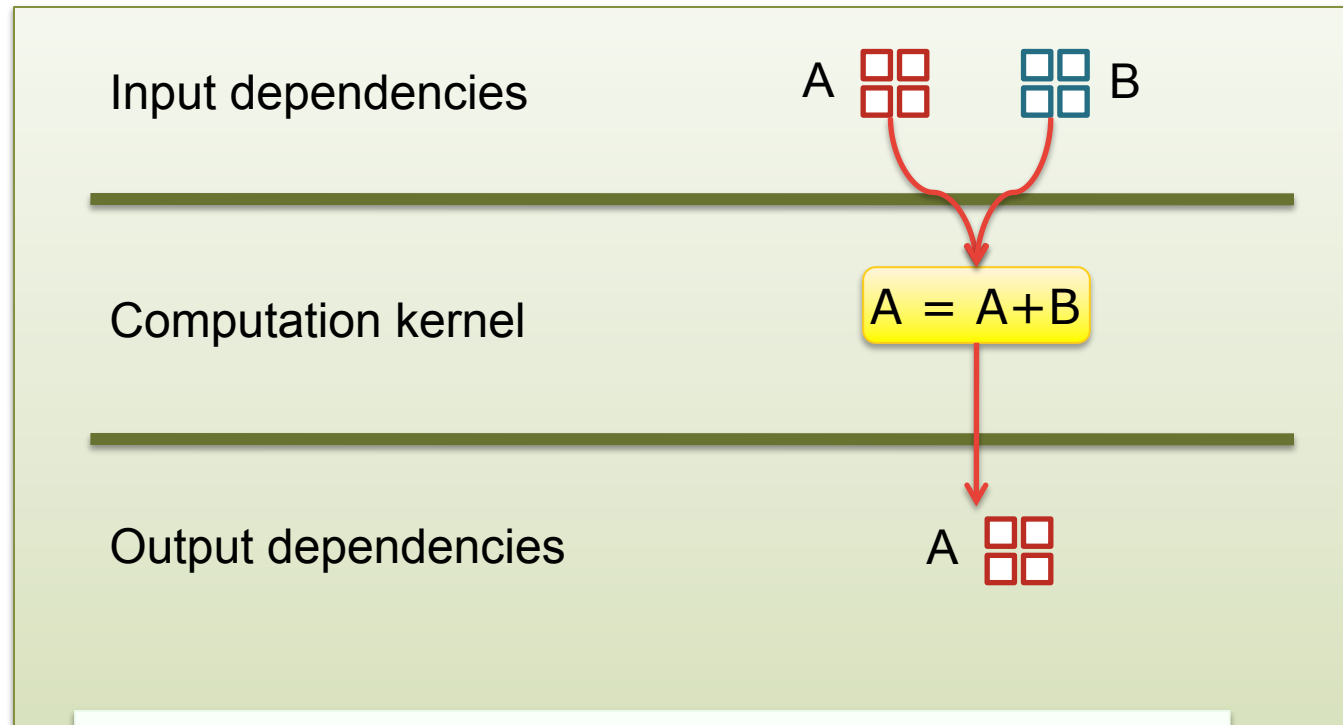 Input dependencies
A
B
Computation kernel
A = A+B
Output dependencies
A